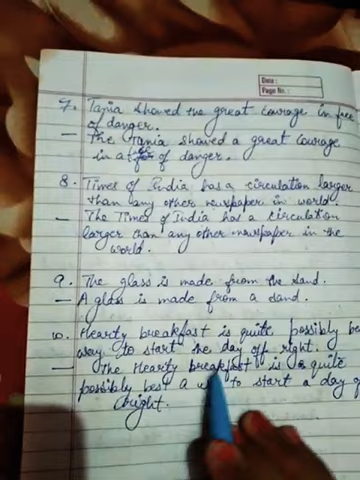 Date :
Page No. :
7. Tania showed the great courage in face
of danger.
— The Tania showed a great courage
in a face of danger.
8. Times of India has a circulation larger
than any other newspaper in world.
— The Times of India has a circulation
larger than any other newspaper in the
world.
9. The glass is made from the sand.
— A glass is made from a sand.
10. Hearty breakfast is quite possibly be
way to start the day off right.
— The Hearty breakfast is a quite
possibly best a to start a day of
bright.